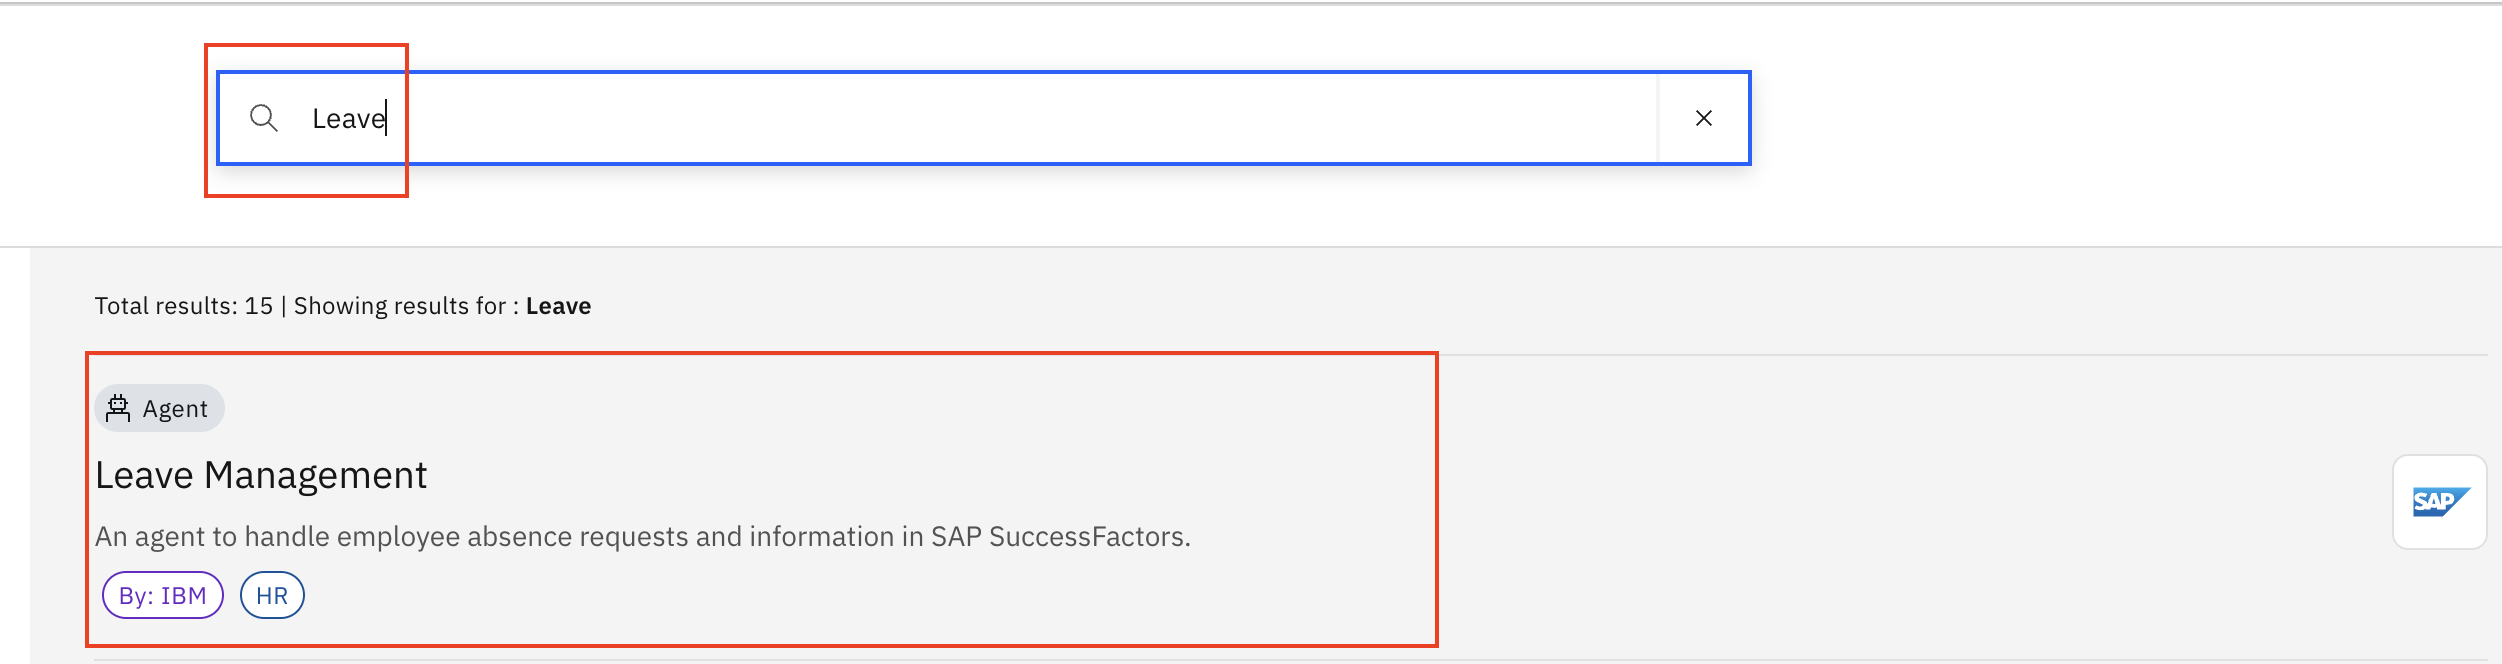 Leave
Total results: 15 | Showing results for : Leave
Agent
Leave Management
An agent to handle employee absence requests and information in SAP SuccessFactors.
SAP
By: IBM HR